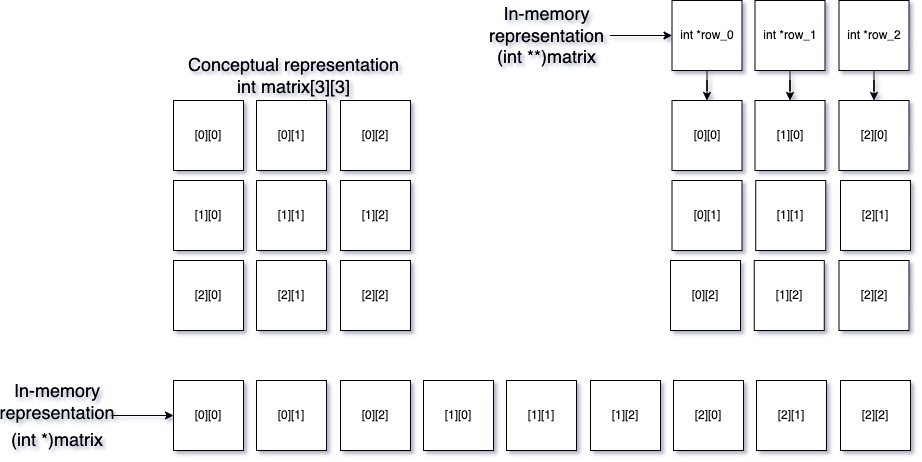 Conceptual representation
int matrix[3][3]
[0][0] [0][1] [0][2]
[1][0] [1][1] [1][2]
[2][0] [2][1] [2][2]
In-memory
representation
(int **)matrix
int *row_0 int *row_1 int *row_2
[0][0] [1][0] [2][0]
[0][1] [1][1] [2][1]
[0][2] [1][2] [2][2]
In-memory
representation
(int *)matrix
[0][0] [0][1] [0][2] [1][0] [1][1] [1][2] [2][0] [2][1] [2][2]